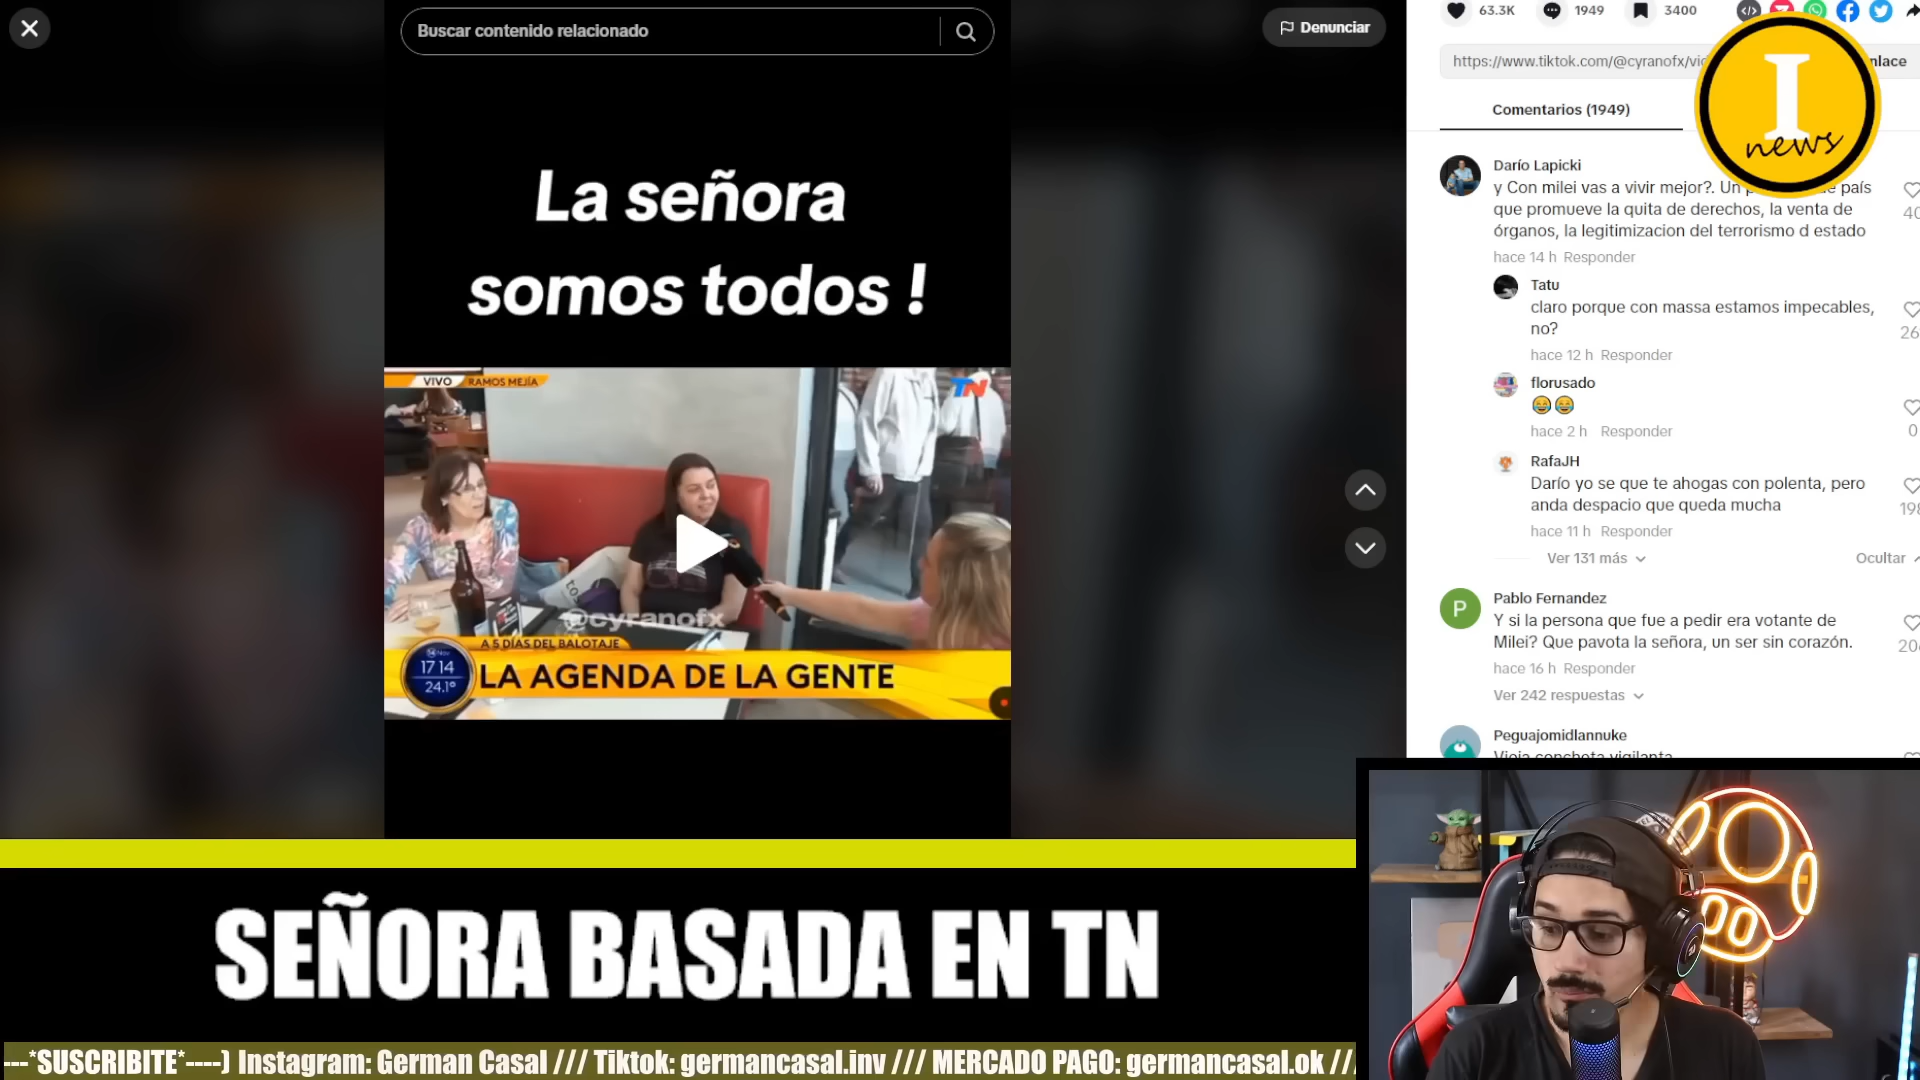 Buscar contenido relacionado
Denunciar
La señora
somos todos !
VIVO RAMOS MEJÍA
TN
@cyranofx
A 5 DÍAS DEL BALOTAJE
17 14
24.1°
LA AGENDA DE LA GENTE
63.3K 1949 3400
https://www.tiktok.com/@cyranofx/vi
nlace
I
news
Comentarios (1949)
Darío Lapicki
y Con milei vas a vivir mejor?. Un país
que promueve la quita de derechos, la venta de
órganos, la legitimizacion del terrorismo d estado
hace 14 h Responder
Tatu
claro porque con massa estamos impecables,
no?
hace 12 h Responder
florusado
😂😂
0
hace 2 h Responder
RafaJH
Darío yo se que te ahogas con polenta, pero
anda despacio que queda mucha
hace 11 h Responder
Ver 131 más Ocultar
P
Pablo Fernandez
Y si la persona que fue a pedir era votante de
Milei? Que pavota la señora, un ser sin corazón.
hace 16 h Responder
Ver 242 respuestas
Peguajomidlannuke
Vieja concheta vigilanta
SEÑORA BASADA EN TN
---*SUSCRIBITE*----) Instagram: German Casal /// Tiktok: germancasal.inv /// MERCADO PAGO: germancasal.ok //